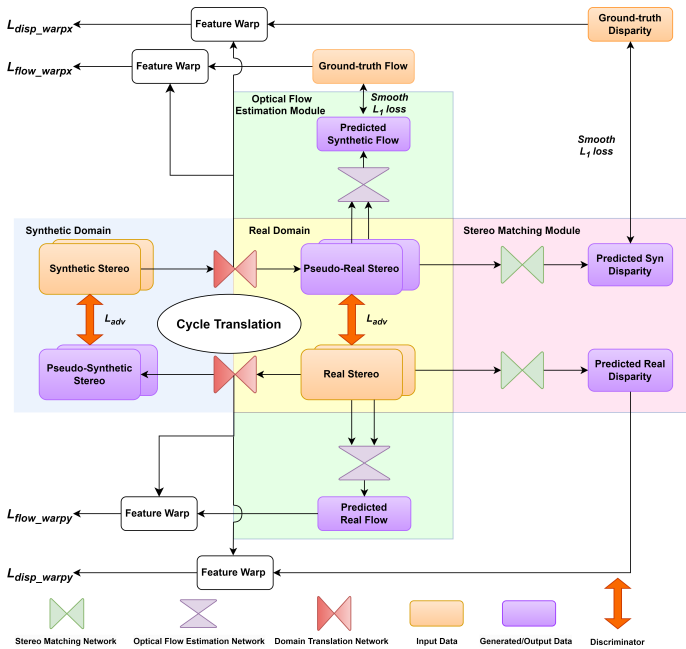 L_disp_warpx
Feature Warp
Ground-truth
Disparity
L_flow_warpx
Feature Warp
Ground-truth Flow
Optical Flow
Estimation Module
Smooth
L1 loss
Predicted
Synthetic Flow
Smooth
L1 loss
Synthetic Domain
Real Domain
Stereo Matching Module
Synthetic Stereo
Pseudo-Real Stereo
Predicted Syn
Disparity
L_adv
Cycle Translation
L_adv
Pseudo-Synthetic
Stereo
Real Stereo
Predicted Real
Disparity
L_flow_warpy
Feature Warp
Predicted
Real Flow
L_disp_warpy
Feature Warp
Stereo Matching Network
Optical Flow Estimation Network
Domain Translation Network
Input Data
Generated/Output Data
Discriminator